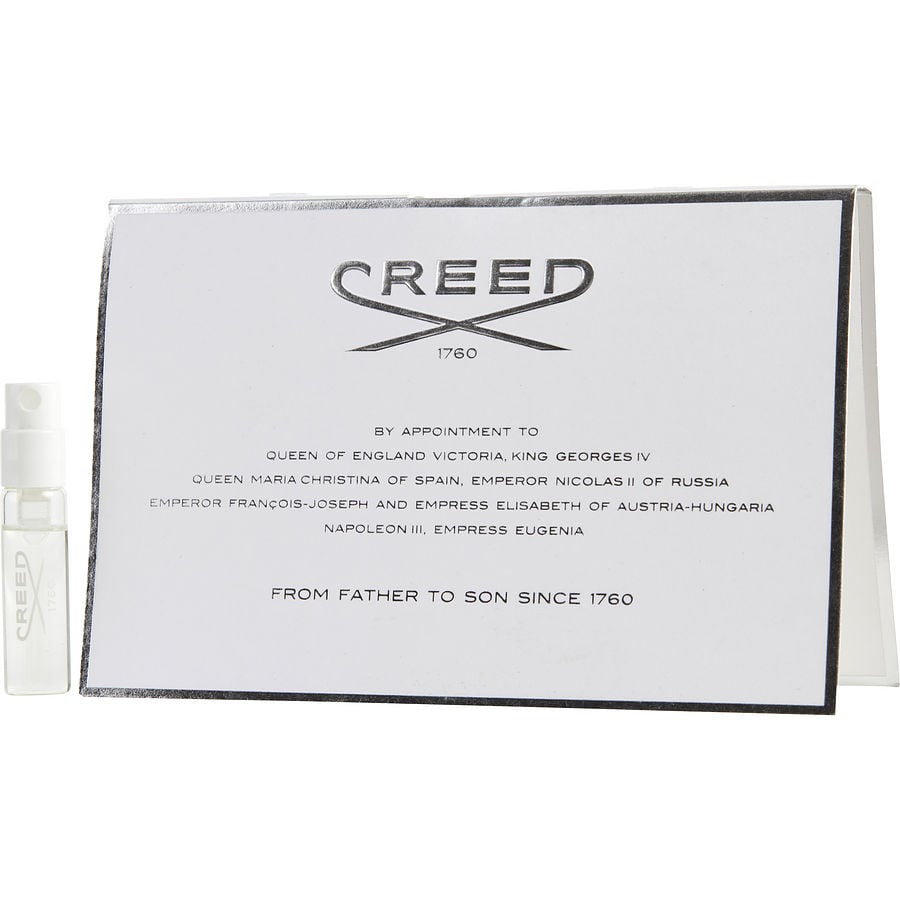 CREED
1760
BY APPOINTMENT TO
QUEEN OF ENGLAND VICTORIA, KING GEORGES IV
QUEEN MARIA CHRISTINA OF SPAIN, EMPEROR NICOLAS II OF RUSSIA
EMPEROR FRANÇOIS-JOSEPH AND EMPRESS ELISABETH OF AUSTRIA-HUNGARIA
NAPOLEON III, EMPRESS EUGENIA
FROM FATHER TO SON SINCE 1760
CREED
1760